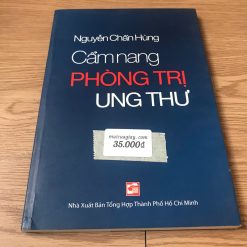 Nguyễn Chấn Hùng
Cẩm nang
PHÒNG TRỊ
UNG THƯ
35.000₫
Nhà Xuất Bản Tổng Hợp Thành Phố Hồ Chí Minh